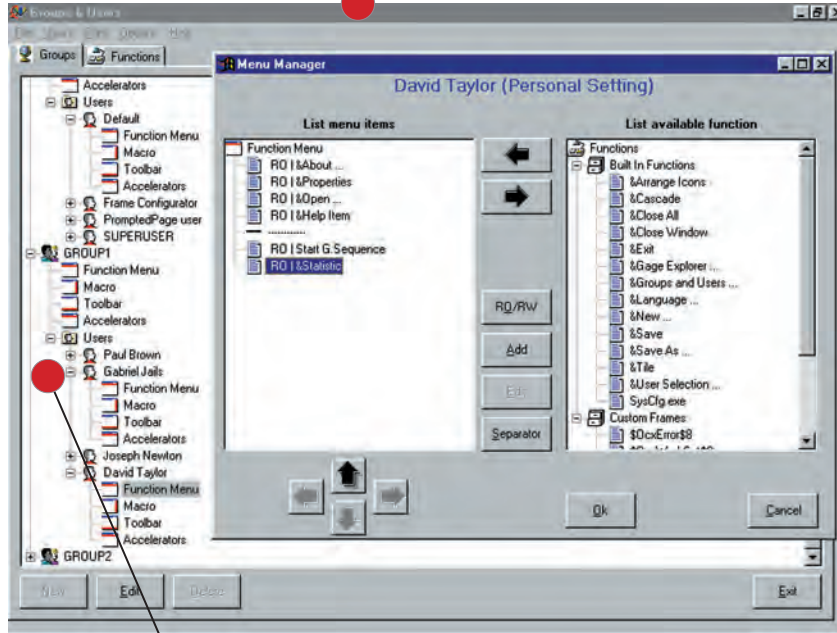 Groups & Users
Groups
Functions
Accelerators
Users
Default
Function Menu
Macro
Toolbar
Accelerators
Frame Configurator
PromptedPage user
SUPERUSER
GROUP1
Function Menu
Macro
Toolbar
Accelerators
Users
Paul Brown
Gabriel Jails
Function Menu
Macro
Toolbar
Accelerators
Joseph Newton
David Taylor
Function Menu
Macro
Toolbar
Accelerators
GROUP2
New
Edit
Delete
Exit
Menu Manager
David Taylor (Personal Setting)
List menu items
Function Menu
RO | &About ...
RO | &Properties
RO | &Open ...
RO | &Help Item
.............
RO | Start G.Sequence
RO | &Statistic
RO/RW
Add
Edit
Separator
List available function
Functions
Built In Functions
&Arrange Icons
&Cascade
&Close All
&Close Window
&Exit
&Gage Explorer ...
&Groups and Users ...
&Language ...
&New ...
&Save
&Save As ...
&Tile
&User Selection ...
SysCfg.exe
Custom Frames
$OcxError$8
Ok
Cancel